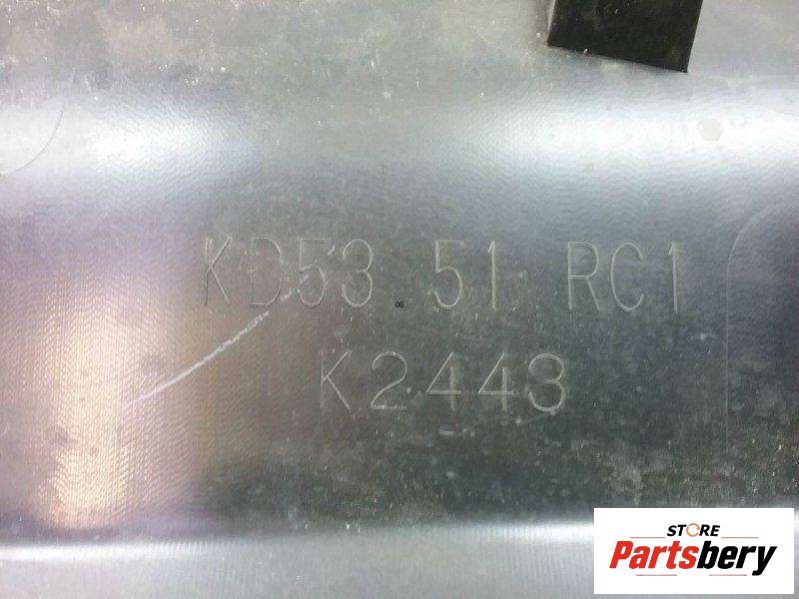 KD53 51 RC1
K2443
STORE
Partsbery